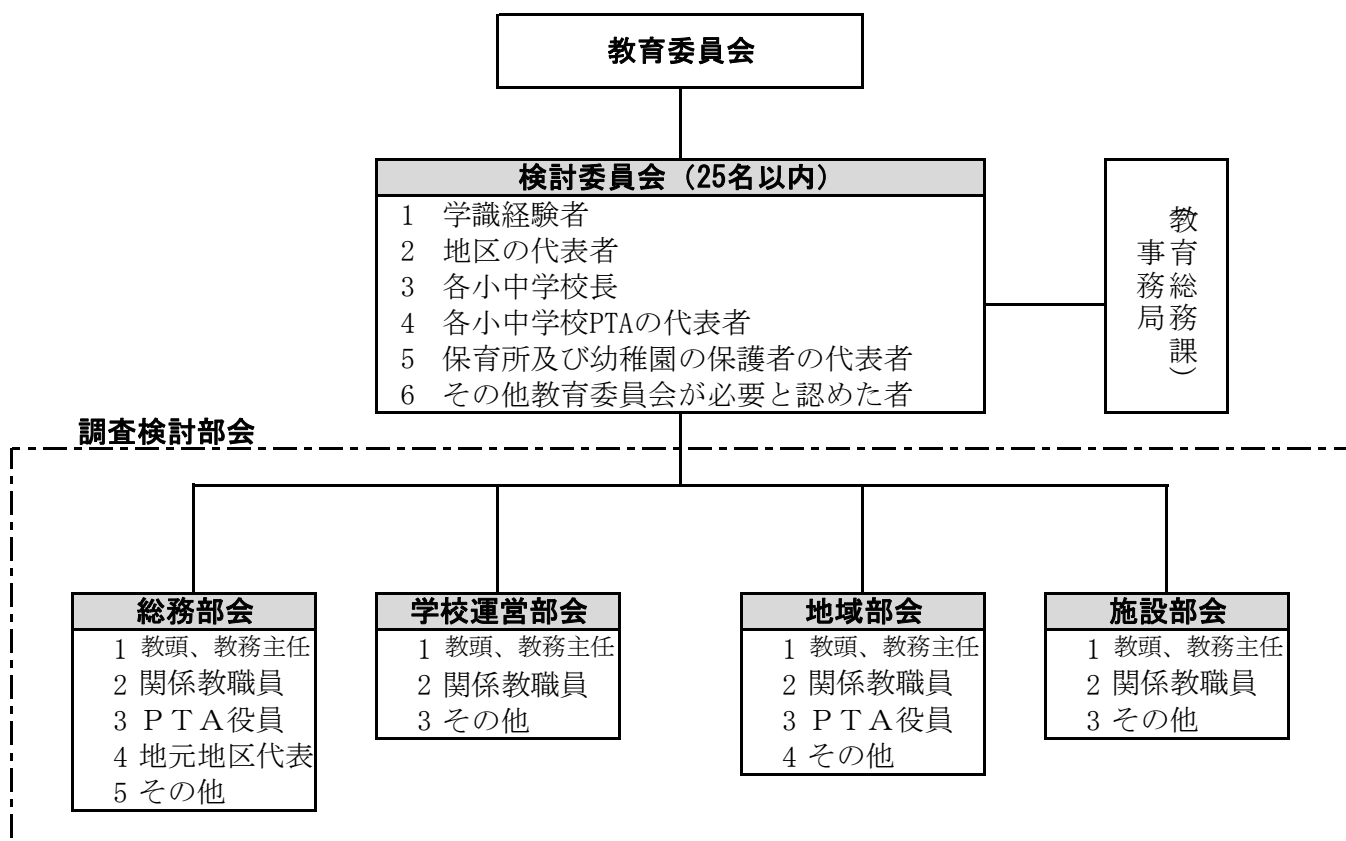 教育委員会
検討委員会（25名以内）
1 学識経験者
2 地区の代表者
3 各小中学校長
4 各小中学校PTAの代表者
5 保育所及び幼稚園の保護者の代表者
6 その他教育委員会が必要と認めた者
教育総務課）
事務局
調査検討部会
総務部会
1 教頭、教務主任
2 関係教職員
3 ＰＴＡ役員
4 地元地区代表
5 その他
学校運営部会
1 教頭、教務主任
2 関係教職員
3 その他
地域部会
1 教頭、教務主任
2 関係教職員
3 ＰＴＡ役員
4 その他
施設部会
1 教頭、教務主任
2 関係教職員
3 その他